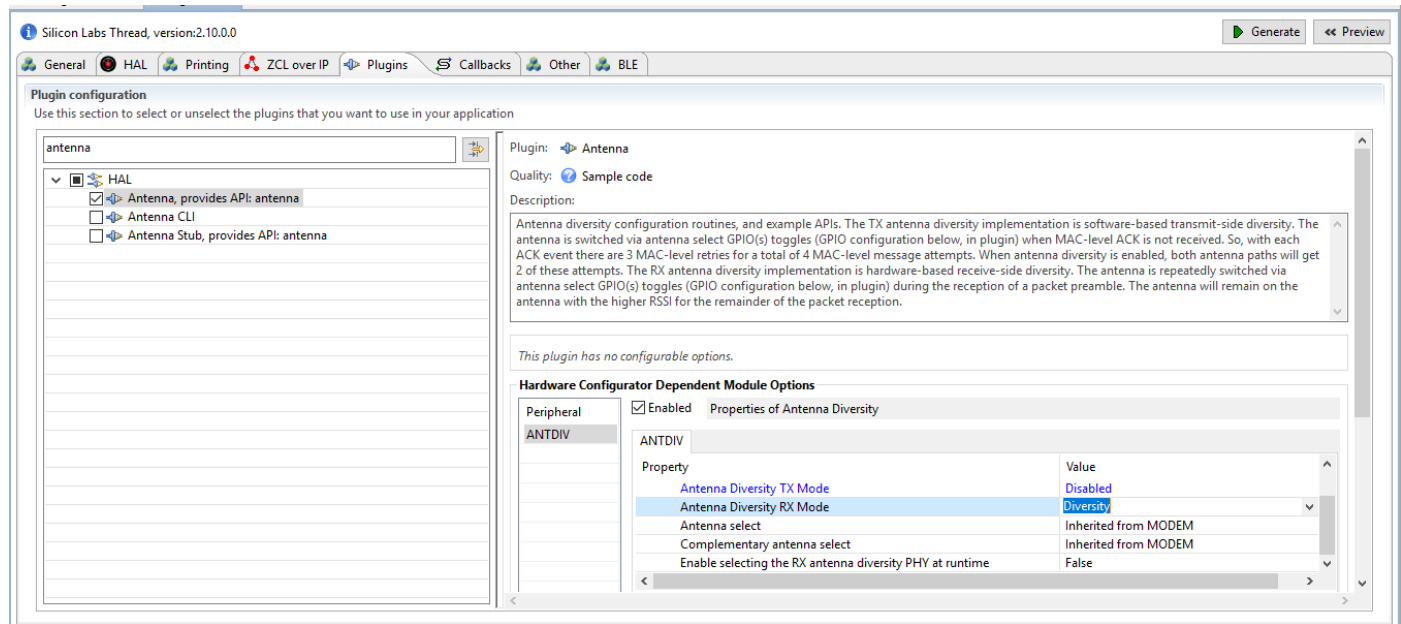 Silicon Labs Thread, version:2.10.0.0
Generate
Preview
General
HAL
Printing
ZCL over IP
Plugins
Callbacks
Other
BLE
Plugin configuration
Use this section to select or unselect the plugins that you want to use in your application
antenna
HAL
Antenna, provides API: antenna
Antenna CLI
Antenna Stub, provides API: antenna
Plugin: Antenna
Quality: Sample code
Description:
Antenna diversity configuration routines, and example APIs. The TX antenna diversity implementation is software-based transmit-side diversity. The
antenna is switched via antenna select GPIO(s) toggles (GPIO configuration below, in plugin) when MAC-level ACK is not received. So, with each
ACK event there are 3 MAC-level retries for a total of 4 MAC-level message attempts. When antenna diversity is enabled, both antenna paths will get
2 of these attempts. The RX antenna diversity implementation is hardware-based receive-side diversity. The antenna is repeatedly switched via
antenna select GPIO(s) toggles (GPIO configuration below, in plugin) during the reception of a packet preamble. The antenna will remain on the
antenna with the higher RSSI for the remainder of the packet reception.
This plugin has no configurable options.
Hardware Configurator Dependent Module Options
Peripheral
ANTDIV
Enabled Properties of Antenna Diversity
ANTDIV
Property Value
Antenna Diversity TX Mode Disabled
Antenna Diversity RX Mode Diversity
Antenna select Inherited from MODEM
Complementary antenna select Inherited from MODEM
Enable selecting the RX antenna diversity PHY at runtime False